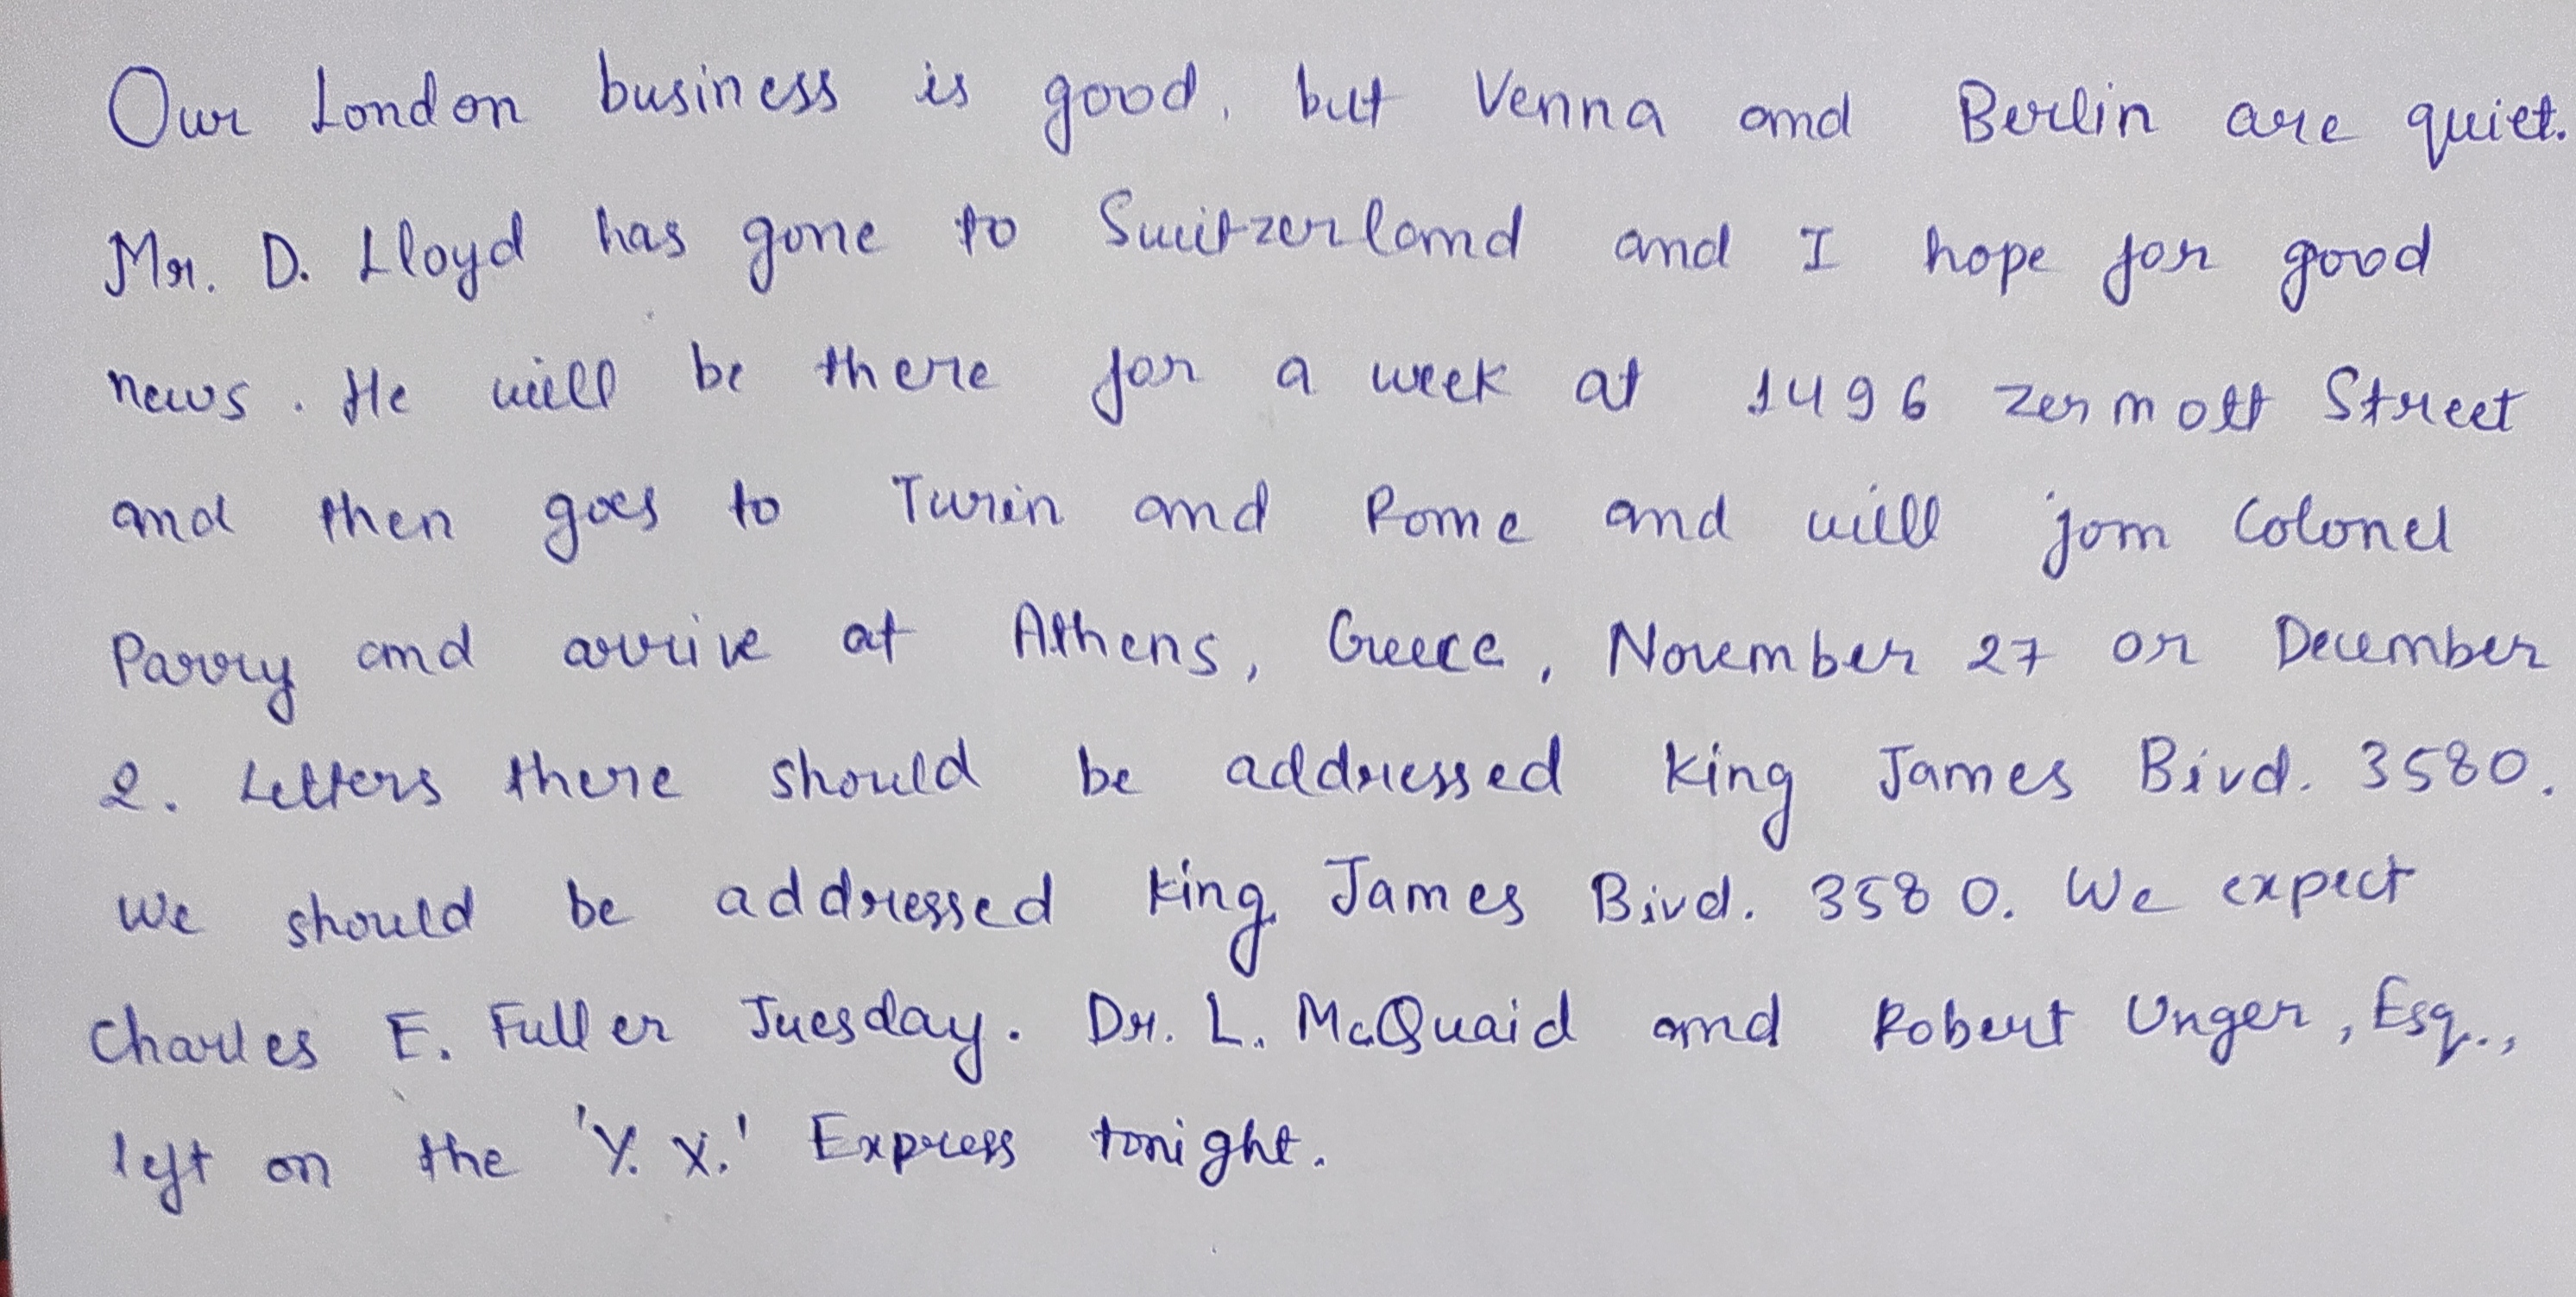 Our London business is good, but Venna and Berlin are quiet.
Mr. D. Lloyd has gone to Switzerland and I hope for good
news. He will be there for a week at 1496 zermott Street
and then goes to Turin and Rome and will jom Colonel
Parry and arrive at Athens, Greece, November 27 or December
2. Letters there should be addressed King James Bivd. 3580.
We should be addressed King James Bivd. 3580. We expect
Charles E. Fuller Tuesday. Dr. L. McQuaid and Robert Unger, Esq.,
left on the 'Y. X.' Express tonight.